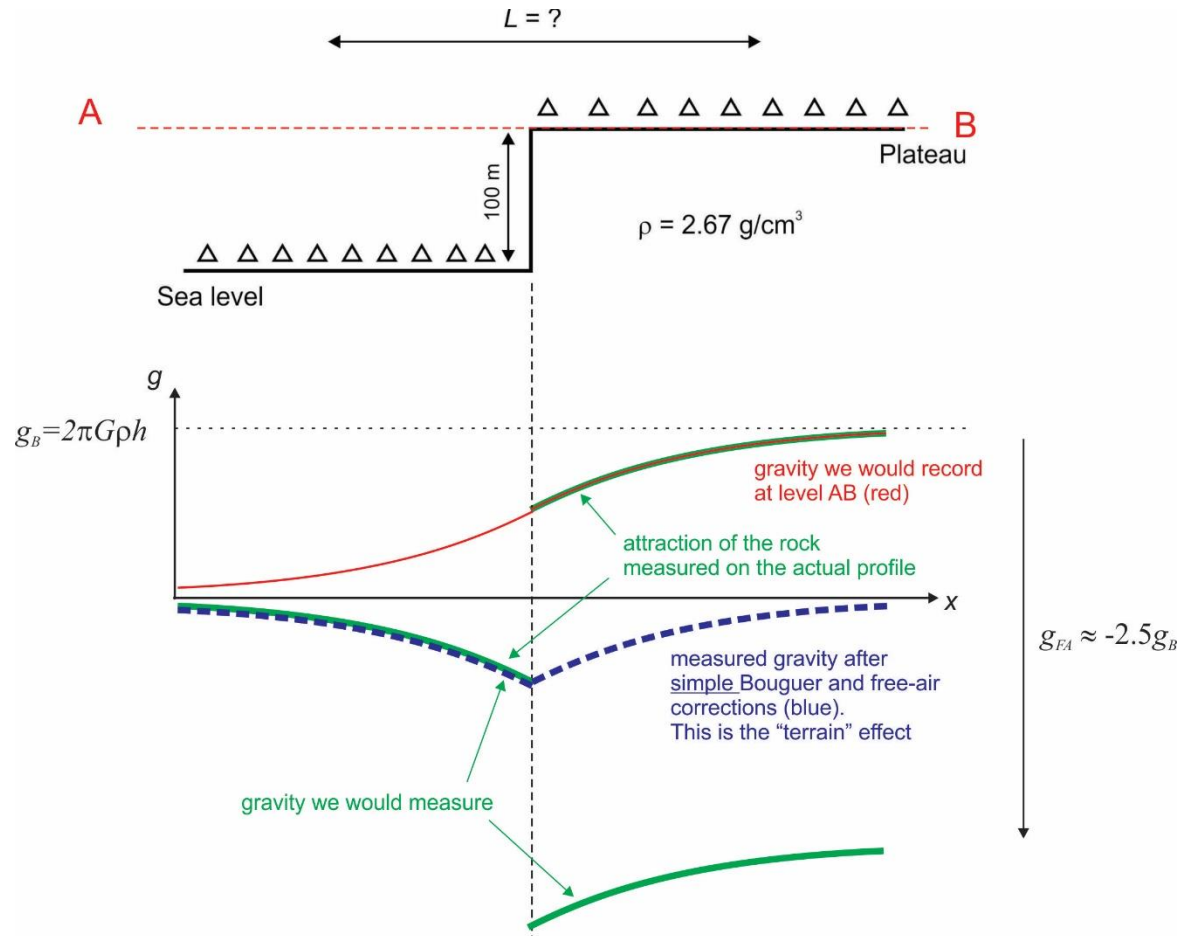 L = ?
A
B
Plateau
100 m
ρ = 2.67 g/cm³
Sea level
g
g_B=2πGρh
gravity we would record
at level AB (red)
attraction of the rock
measured on the actual profile
x
g_FA ≈ -2.5g_B
measured gravity after
simple Bouguer and free-air
corrections (blue).
This is the “terrain” effect
gravity we would measure